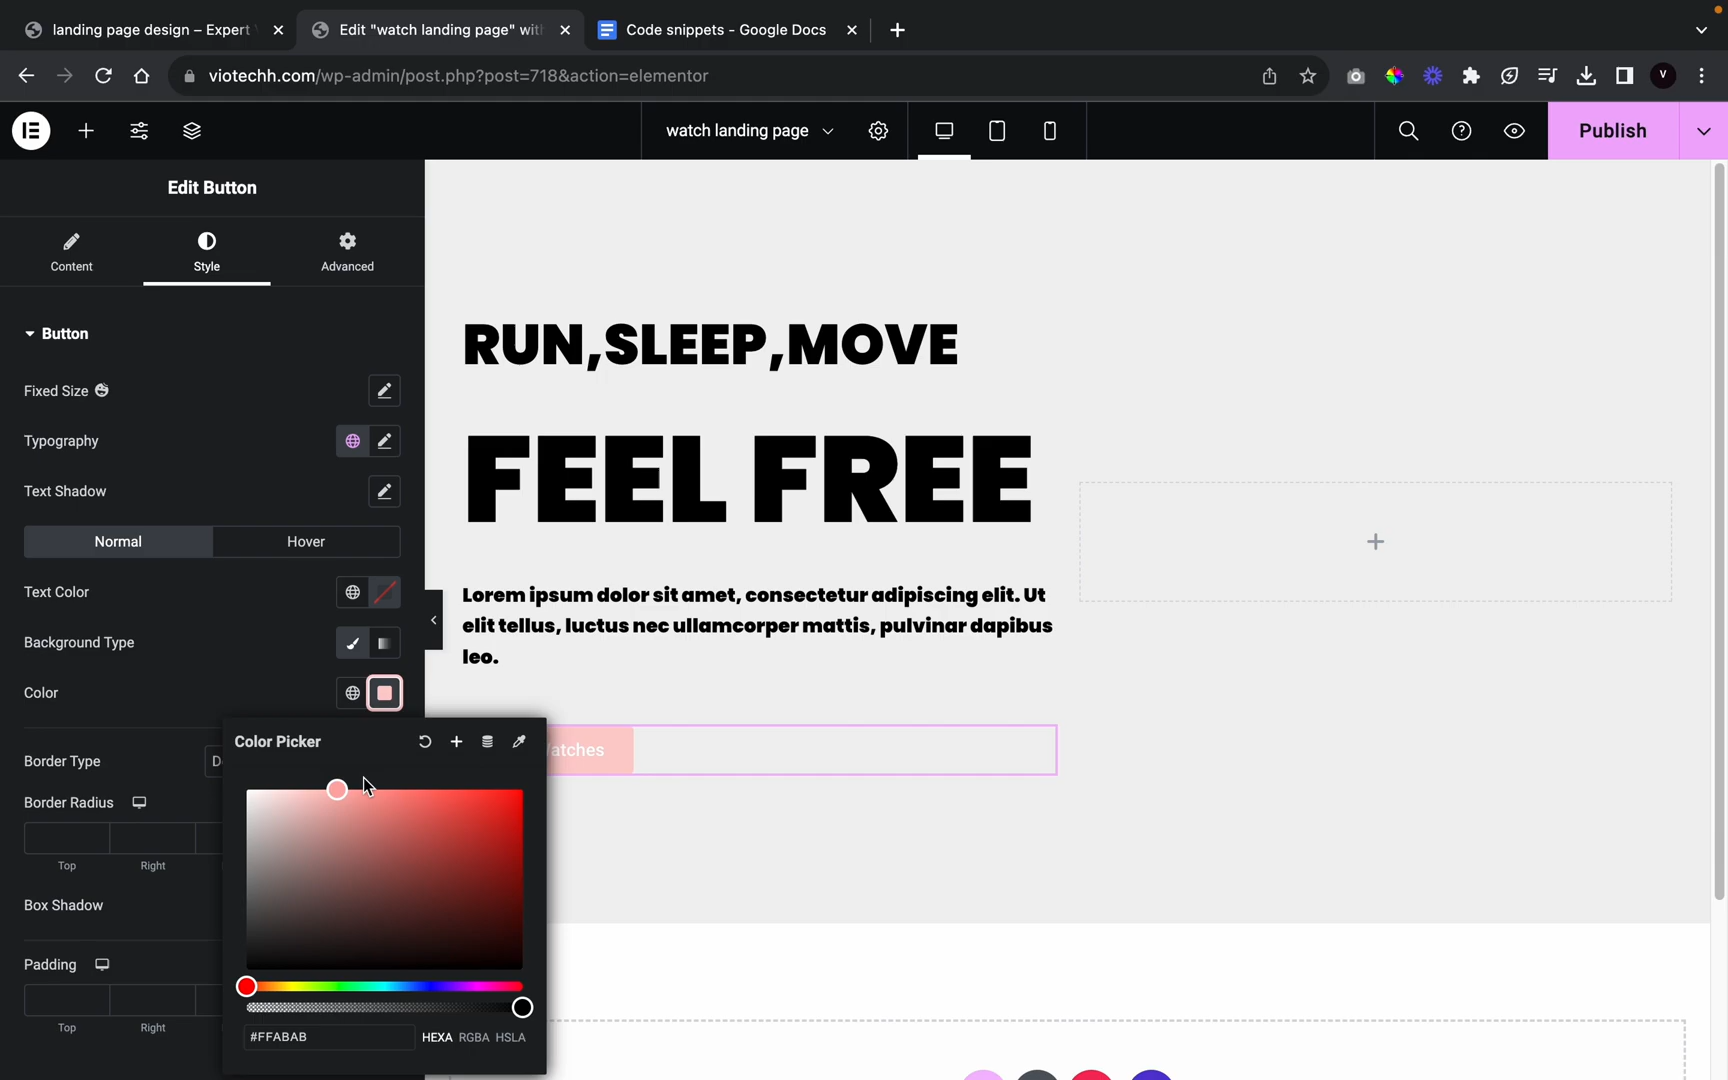 landing page design – Expert
Edit "watch landing page" wit
Code snippets - Google Docs
viotechh.com/wp-admin/post.php?post=718&action=elementor
V
watch landing page
Publish
Edit Button
Content
Style
Advanced
Button
Fixed Size
Typography
Text Shadow
Normal
Hover
Text Color
Background Type
Color
Color Picker
Border Type
Border Radius
Top
Right
Box Shadow
Padding
Top
Right
#FFABAB
HEXA
RGBA
HSLA
RUN,SLEEP,MOVE
FEEL FREE
Lorem ipsum dolor sit amet, consectetur adipiscing elit. Ut
elit tellus, luctus nec ullamcorper mattis, pulvinar dapibus
leo.